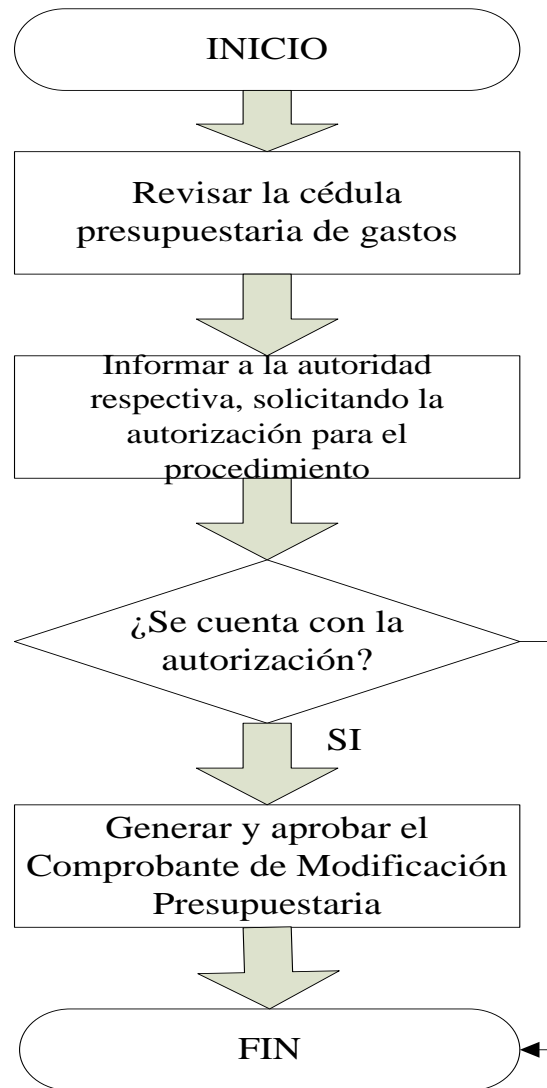 INICIO
Revisar la cédula
presupuestaria de gastos
Informar a la autoridad
respectiva, solicitando la
autorización para el
procedimiento
¿Se cuenta con la
autorización?
SI
Generar y aprobar el
Comprobante de Modificación
Presupuestaria
FIN